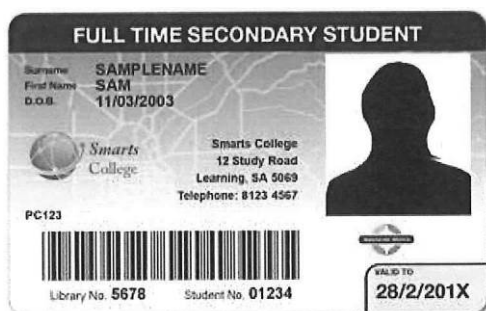 FULL TIME SECONDARY STUDENT
Surname SAMPLENAME
First Name SAM
D.O.B. 11/03/2003
Smarts
College
Smarts College
12 Study Road
Learning, SA 5069
Telephone: 8123 4567
PC123
VALID TO
28/2/201X
Library No. 5678 Student No. 01234